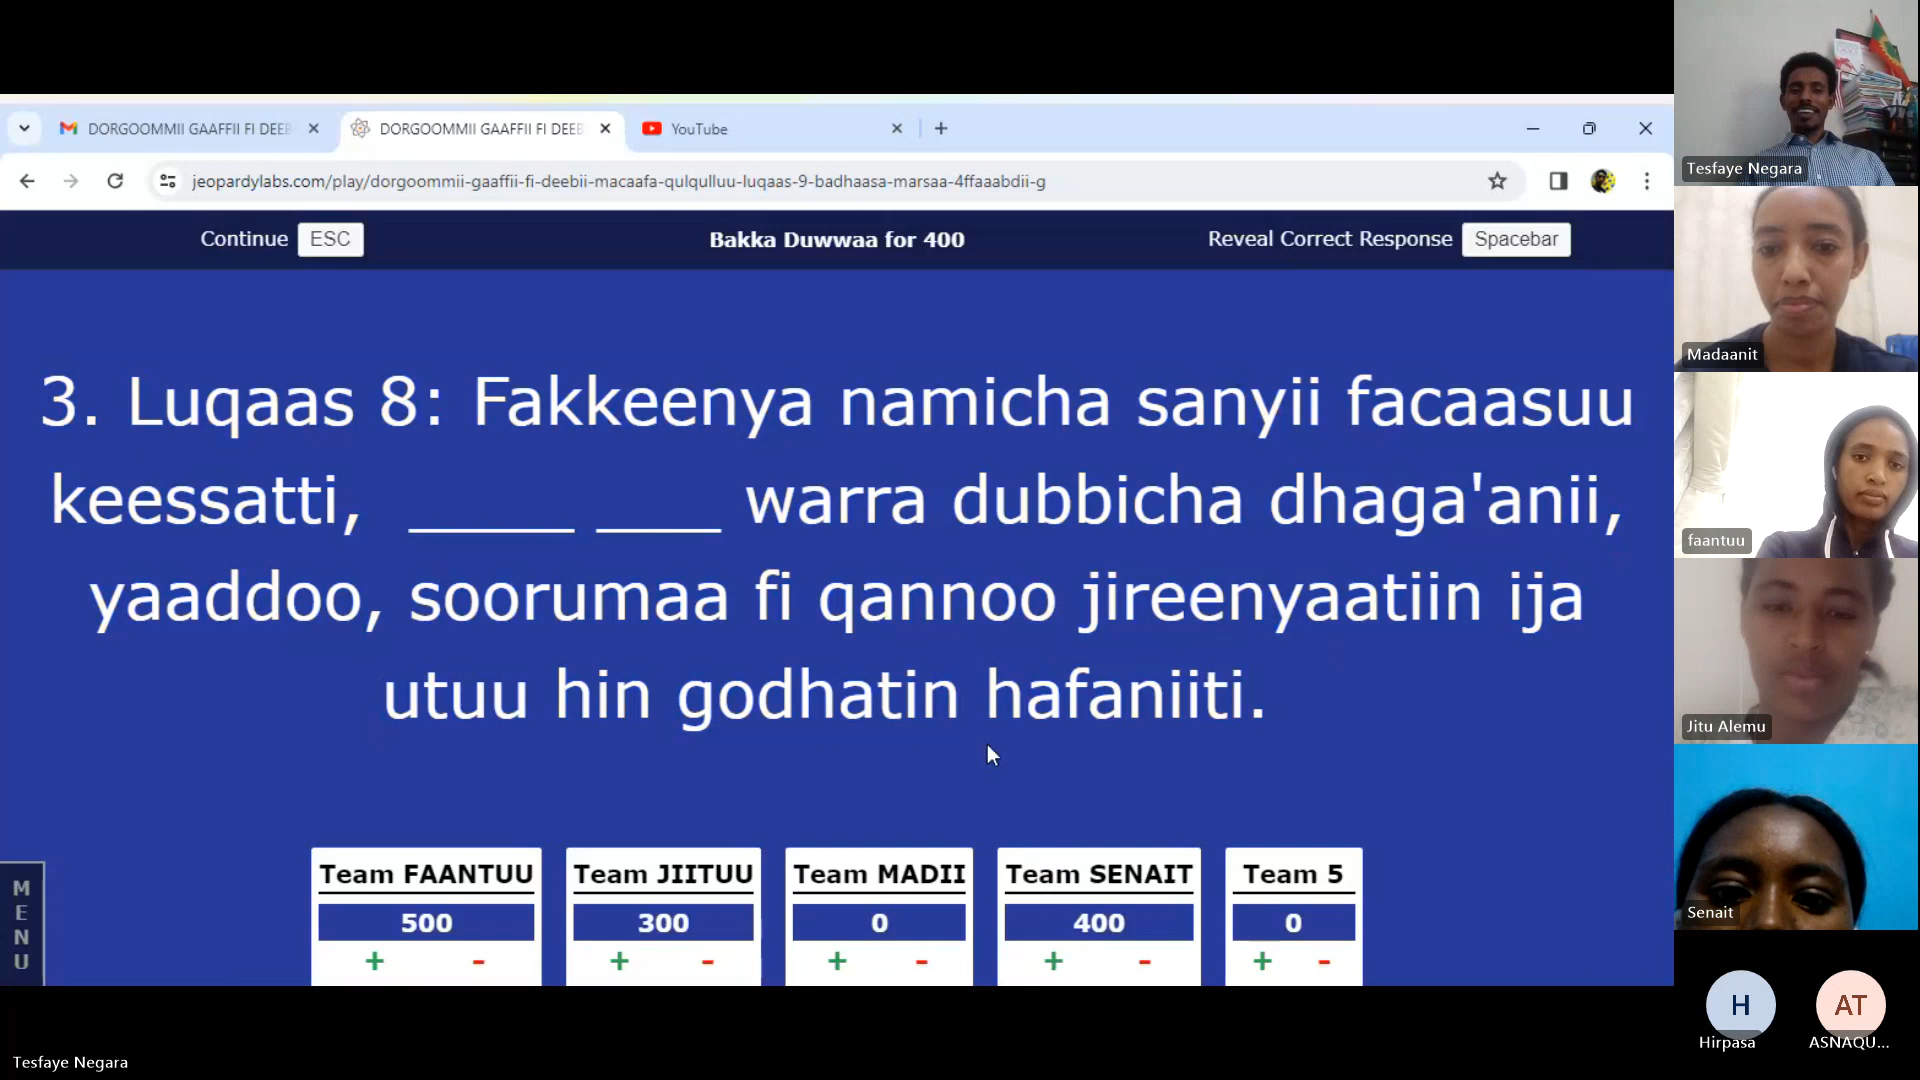 DORGOOMMII GAAFFII FI DEEB
DORGOOMMII GAAFFII FI DEEB
YouTube
jeopardylabs.com/play/dorgoommii-gaaffii-fi-deebii-macaafa-qulqulluu-luqaas-9-badhaasa-marsaa-4ffaaabdii-g
Continue ESC
Bakka Duwwaa for 400
Reveal Correct Response Spacebar
3. Luqaas 8: Fakkeenya namicha sanyii facaasuu
keessatti, _____ ____ warra dubbicha dhaga'anii,
yaaddoo, soorumaa fi qannoo jireenyaatiin ija
utuu hin godhatin hafaniiti.
MENU
Team FAANTUU
500
+ -
Team JIITUU
300
+ -
Team MADII
0
+ -
Team SENAIT
400
+ -
Team 5
0
+ -
Tesfaye Negara
Madaanit
faantuu
Jitu Alemu
Senait
H
Hirpasa
AT
ASNAQU...
Tesfaye Negara